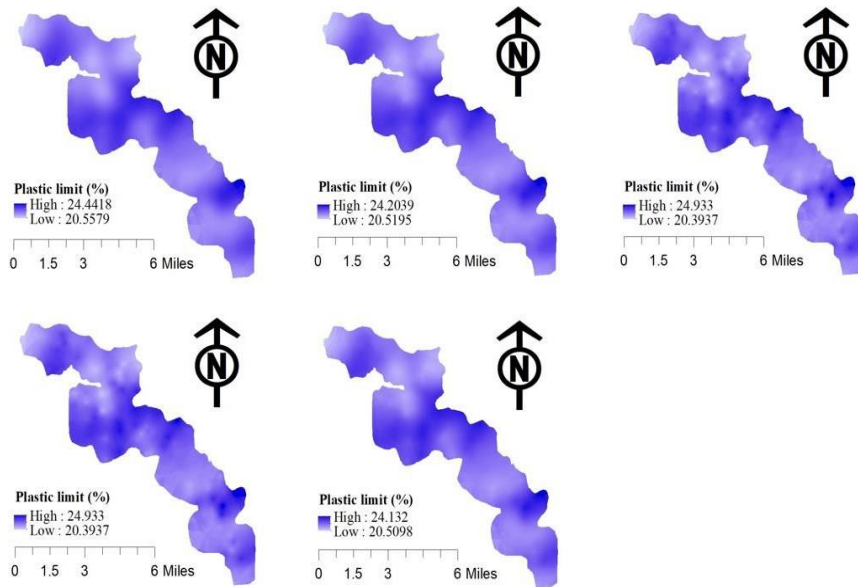 N
Plastic limit (%)
High : 24.4418
Low : 20.5579
0 1.5 3 6 Miles
N
Plastic limit (%)
High : 24.2039
Low : 20.5195
0 1.5 3 6 Miles
N
Plastic limit (%)
High : 24.933
Low : 20.3937
0 1.5 3 6 Miles
N
Plastic limit (%)
High : 24.933
Low : 20.3937
0 1.5 3 6 Miles
N
Plastic limit (%)
High : 24.132
Low : 20.5098
0 1.5 3 6 Miles